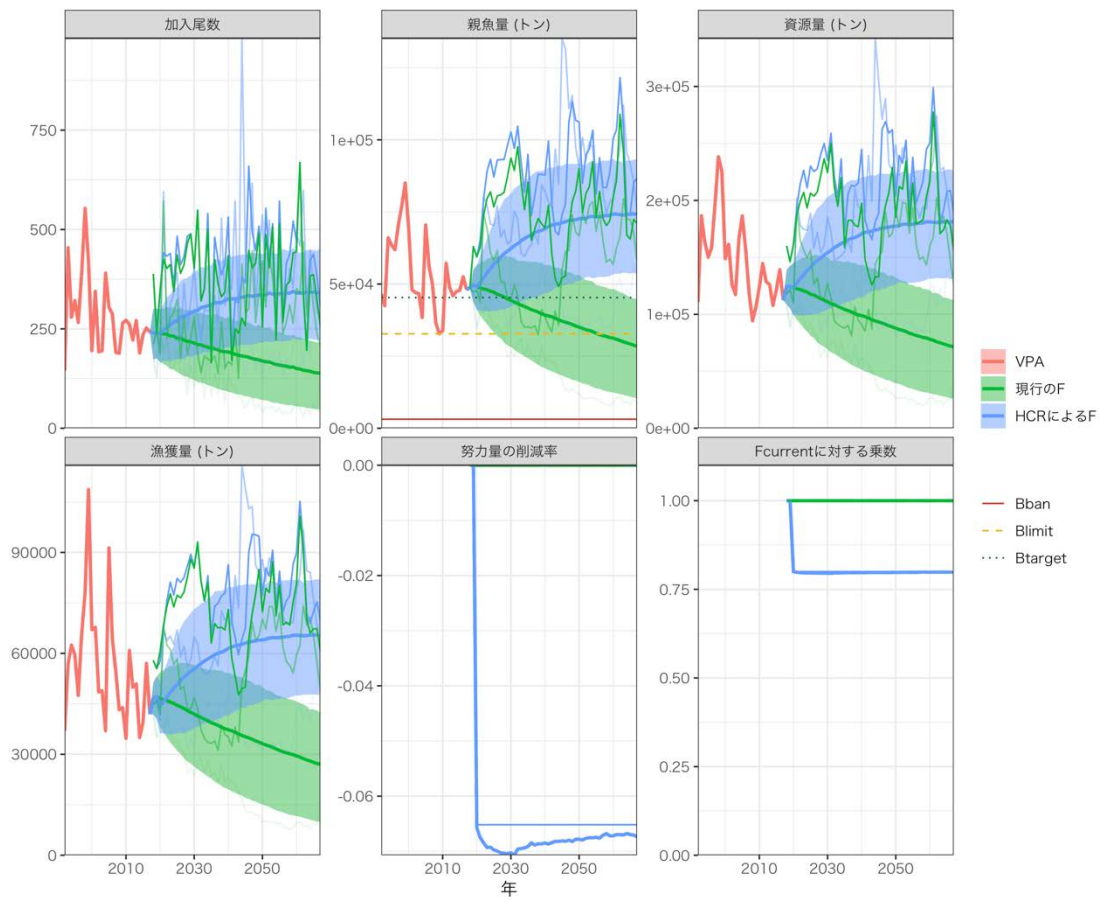 加入尾数
親魚量 (トン)
資源量 (トン)
750
500
250
0
1e+05
5e+04
0e+00
3e+05
2e+05
1e+05
0e+00
VPA
現行のF
HCRによるF
Bban
Blimit
Btarget
漁獲量 (トン)
努力量の削減率
Fcurrentに対する乗数
90000
60000
30000
0
0.00
-0.02
-0.04
-0.06
1.00
0.75
0.50
0.25
0.00
2010 2030 2050
2010 2030 2050
2010 2030 2050
年